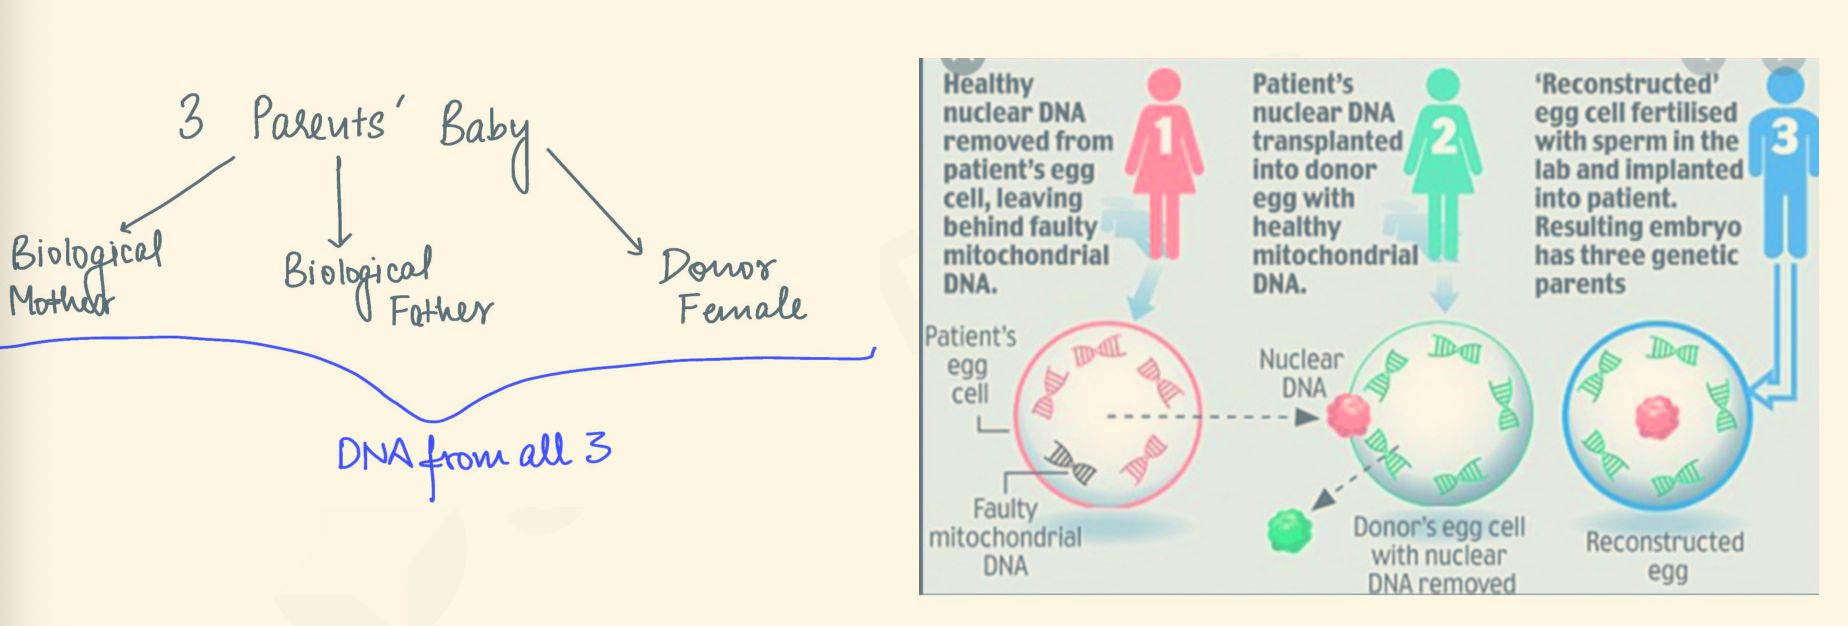 3 Parents' Baby
Biological
Mother
Biological
Father
Donor
Female
DNA from all 3
Healthy
nuclear DNA
removed from
patient's egg
cell, leaving
behind faulty
mitochondrial
DNA.
1
Patient's
nuclear DNA
transplanted
into donor
egg with
healthy
mitochondrial
DNA.
2
'Reconstructed'
egg cell fertilised
with sperm in the
lab and implanted
into patient.
Resulting embryo
has three genetic
parents
3
Patient's
egg
cell
Faulty
mitochondrial
DNA
Nuclear
DNA
Donor's egg cell
with nuclear
DNA removed
Reconstructed
egg